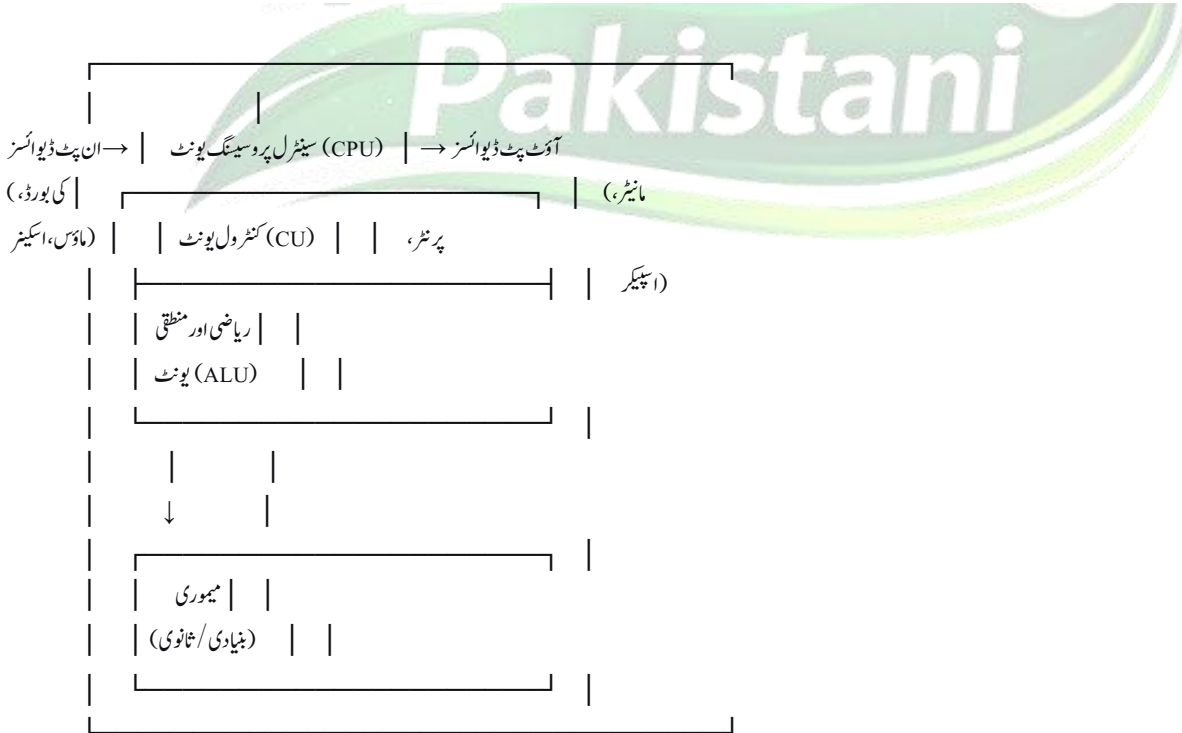 Pakistani
ان پٹ ڈیوائسز → | سینٹرل پروسیسنگ یونٹ (CPU) | → آؤٹ پٹ ڈیوائسز
(کی بورڈ، | | (مانیٹر،
ماؤس، اسکینر) | | کنٹرول یونٹ (CU) | | پرنٹر،
اسپیکر)
| | ریاضی اور منطقی | |
| | یونٹ (ALU) | |
↓
| | میموری | |
| | (بنیادی / ثانوی) | |